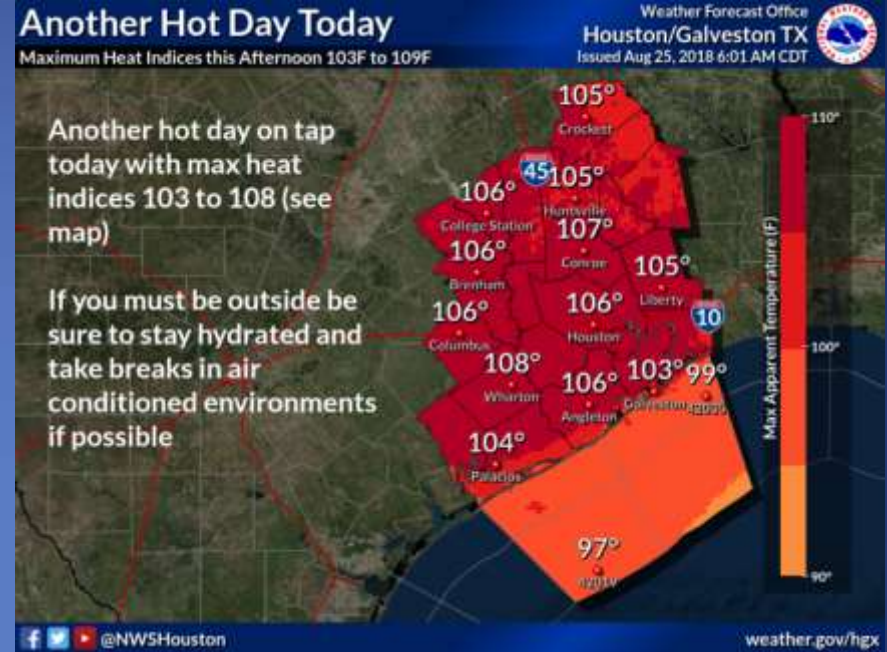 Another Hot Day Today
Maximum Heat Indices this Afternoon 103F to 109F
Weather Forecast Office
Houston/Galveston TX
Issued Aug 25, 2018 6:01 AM CDT
Another hot day on tap
today with max heat
indices 103 to 108 (see
map)
If you must be outside be
sure to stay hydrated and
take breaks in air
conditioned environments
if possible
105°
Crockett
45
106°
College Station
105°
Huntsville
107°
Conroe
106°
Brenham
105°
Liberty
106°
Columbus
106°
Houston
10
108°
Wharton
106°
Angleton
103°
Galveston
99°
104°
Palacios
97°
42019
Max Apparent Temperature (F)
110°
100°
90°
@NWSHouston
weather.gov/hgx